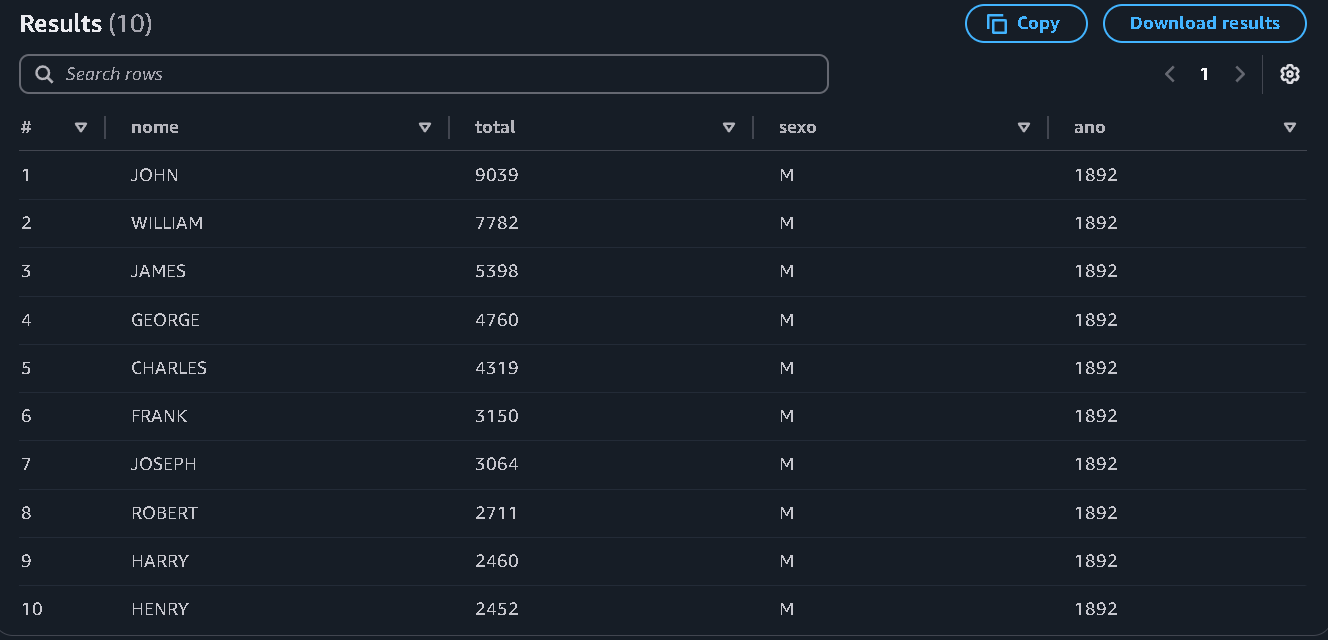 Results (10)
Copy
Download results
Search rows
1
# nome total sexo ano
1 JOHN 9039 M 1892
2 WILLIAM 7782 M 1892
3 JAMES 5398 M 1892
4 GEORGE 4760 M 1892
5 CHARLES 4319 M 1892
6 FRANK 3150 M 1892
7 JOSEPH 3064 M 1892
8 ROBERT 2711 M 1892
9 HARRY 2460 M 1892
10 HENRY 2452 M 1892